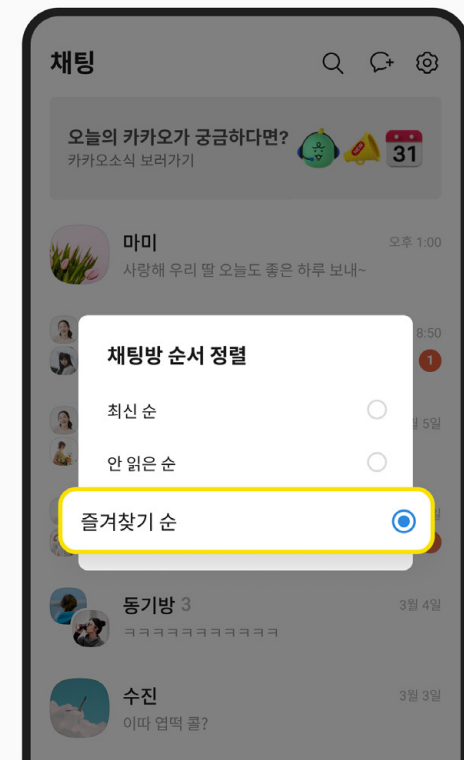 채팅
오늘의 카카오가 궁금하다면?
카카오소식 보러가기
31
마미
오후 1:00
사랑해 우리 딸 오늘도 좋은 하루 보내~
8:50
1
채팅방 순서 정렬
최신 순
5일
안 읽은 순
즐겨찾기 순
동기방 3
3월 4일
ㅋㅋㅋㅋㅋㅋㅋㅋㅋㅋㅋ
수진
3월 3일
이따 엽떡 콜?